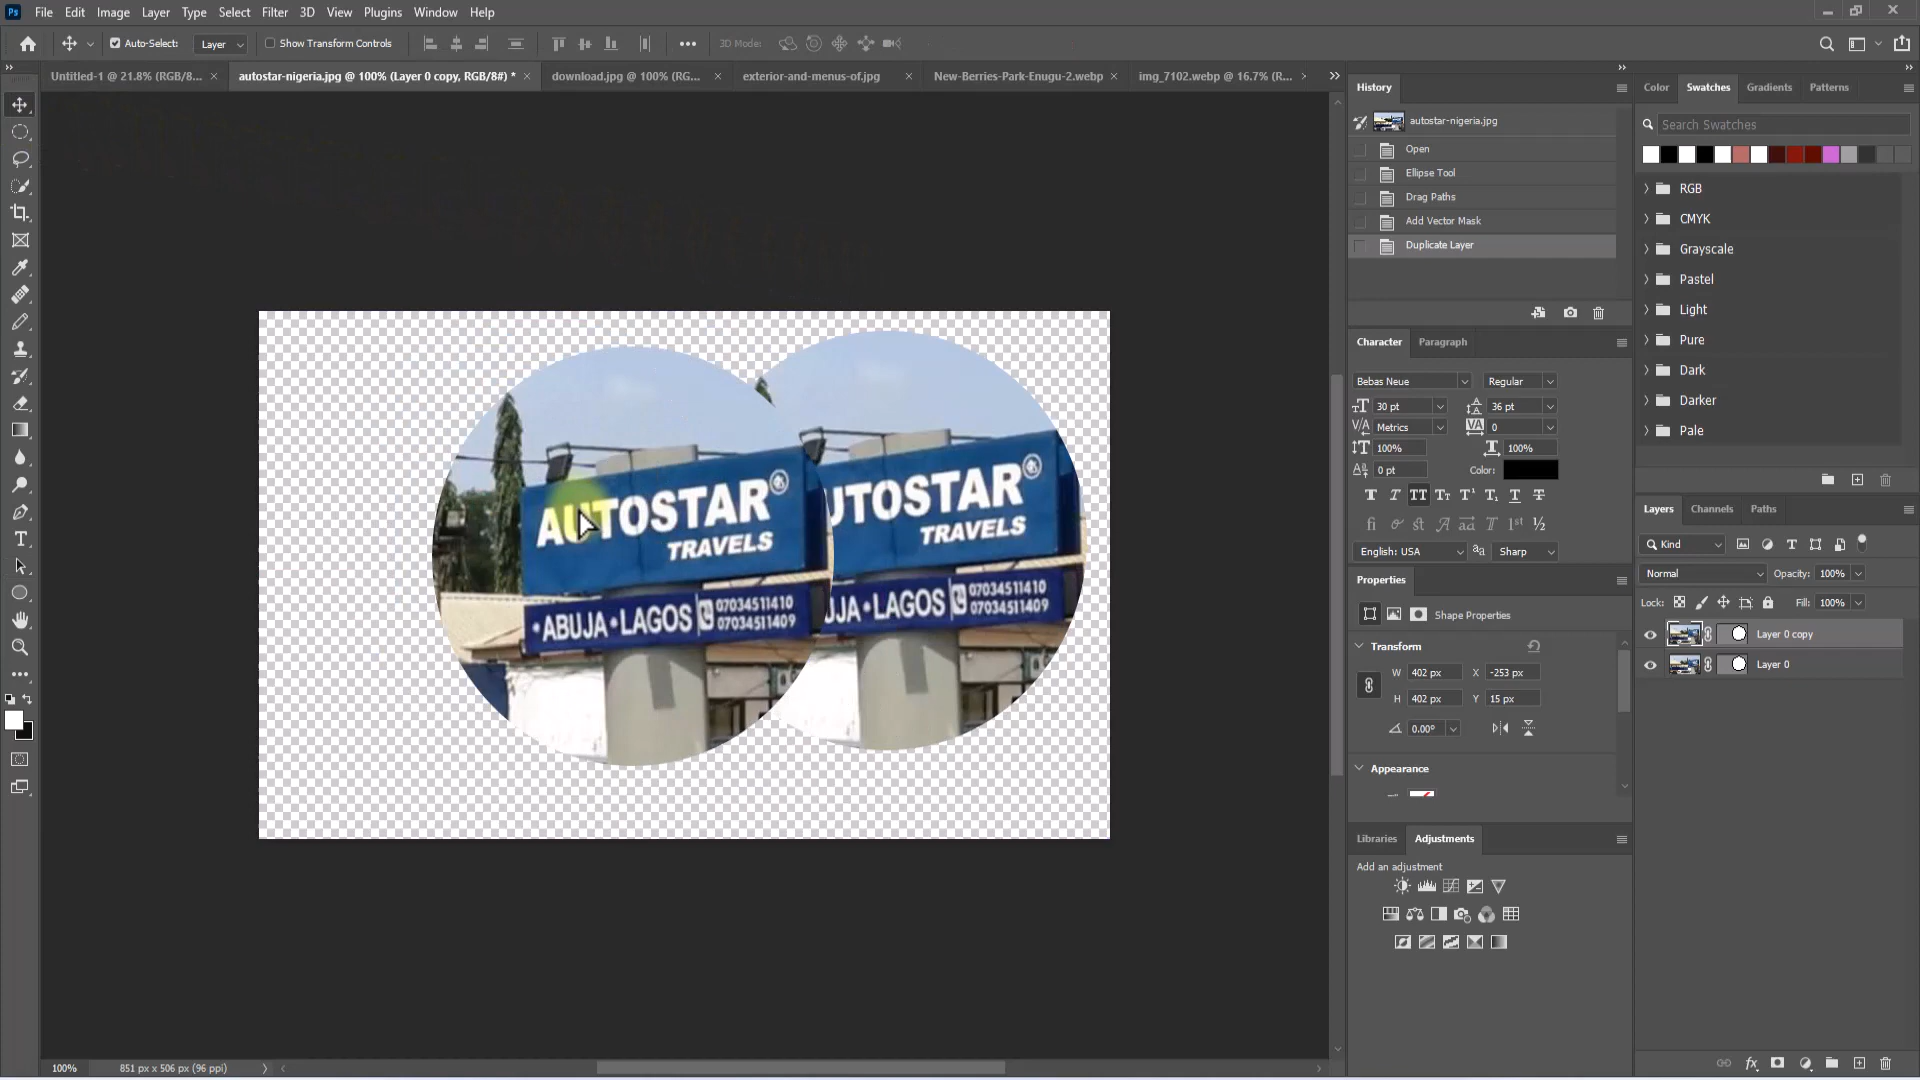 Ps File Edit Image Layer Type Select Filter 3D View Plugins Window Help
Auto-Select: Layer Show Transform Controls 3D Mode:
Untitled-1 @ 21.8% (RGB/8... × autostar-nigeria.jpg @ 100% (Layer 0 copy, RGB/8#) * × download.jpg @ 100% (RG... × exterior-and-menus-of.jpg × New-Berries-Park-Enugu-2.webp × img_7102.webp @ 16.7% (R...
History
autostar-nigeria.jpg
Open
Ellipse Tool
Drag Paths
Add Vector Mask
Duplicate Layer
Character Paragraph
Bebas Neue Regular
30 pt 36 pt
Metrics 0
100% 100%
0 pt Color:
English: USA Sharp
Properties
Shape Properties
Transform
W 402 px X -253 px
H 402 px Y 15 px
0.00°
Appearance
Libraries Adjustments
Add an adjustment
Color Swatches Gradients Patterns
Search Swatches
RGB
CMYK
Grayscale
Pastel
Light
Pure
Dark
Darker
Pale
Layers Channels Paths
Kind
Normal Opacity: 100%
Lock: Fill: 100%
Layer 0 copy
Layer 0
AUTOSTAR®
TRAVELS
•ABUJA•LAGOS 07034511410
07034511409
UTOSTAR®
TRAVELS
UJA•LAGOS 07034511410
07034511409
100% 851 px x 506 px (96 ppi)